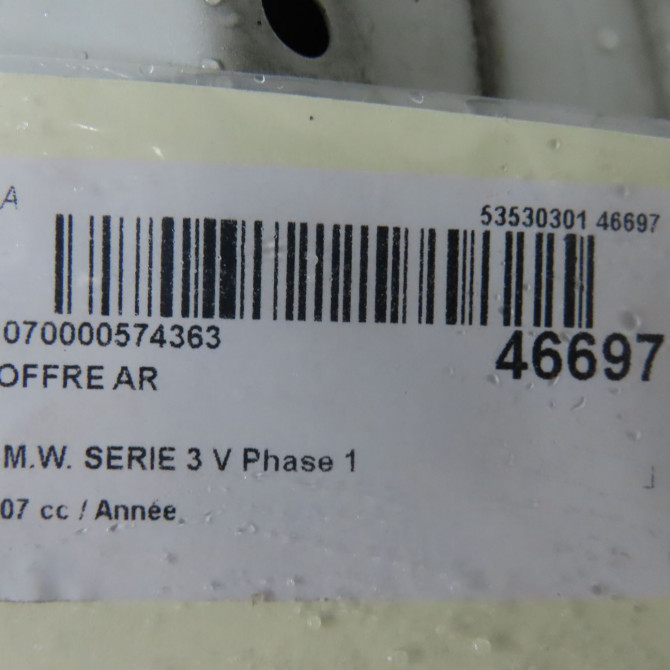 A
53530301 46697
070000574363
46697
OFFRE AR
M.W. SERIE 3 V Phase 1
07 cc / Année